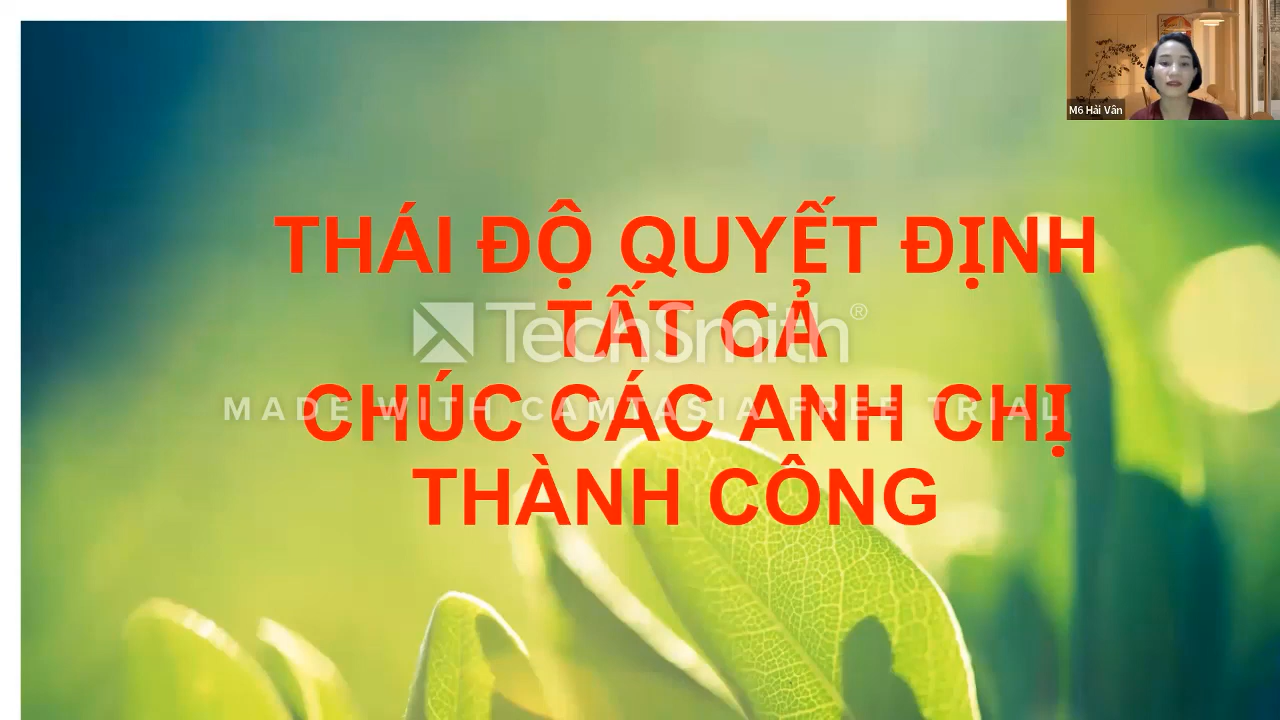 M6 Hải Vân
THÁI ĐỘ QUYẾT ĐỊNH
TẤT CẢ
TechSmith®
CHÚC CÁC ANH CHỊ
MADE WITH CAMTASIA FREE TRIAL
THÀNH CÔNG